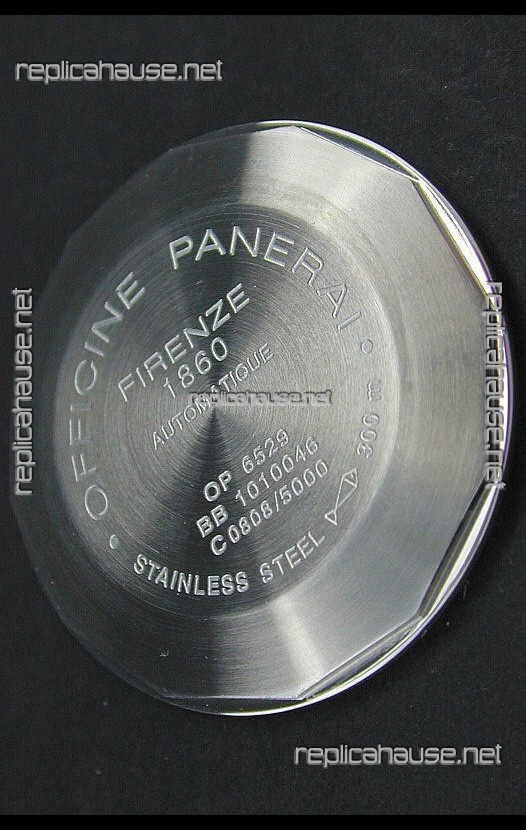 replicahause.net
OFFICINE PANERAI
FIRENZE
1860
AUTOMATIQUE
replicahause.net
OP 6529
BB 1010046
C0808/5000
STAINLESS STEEL 300 m
replicahause.net
replicahause.net
replicahause.net